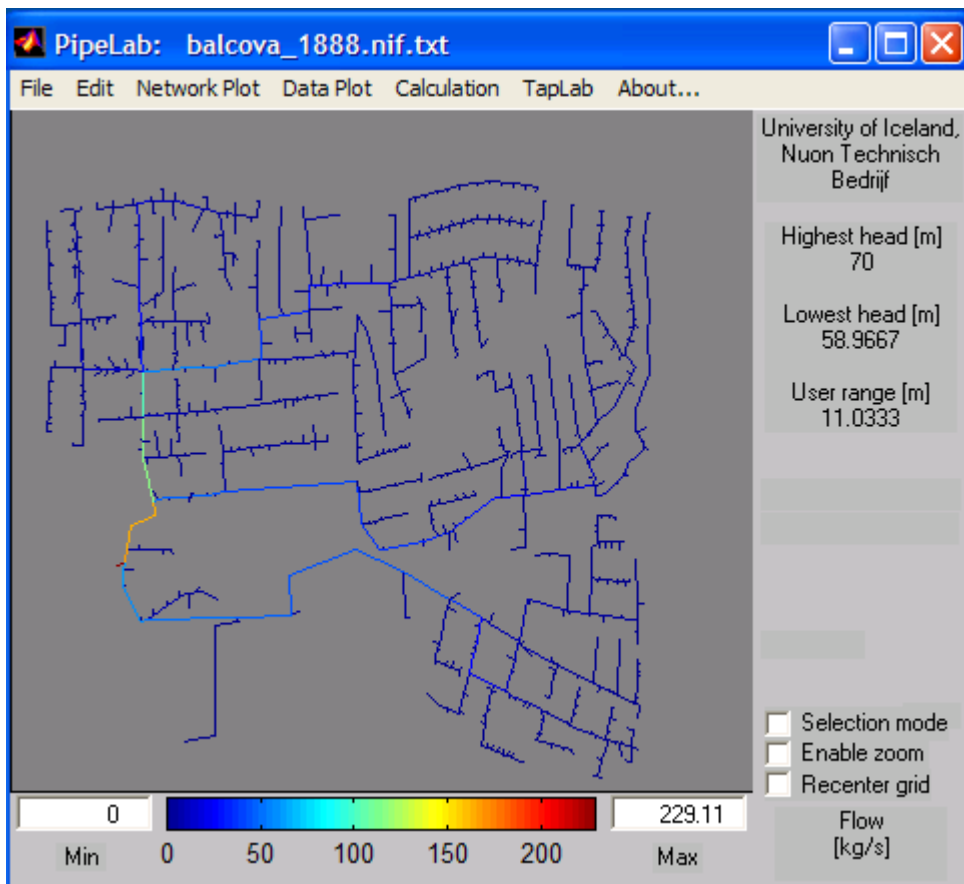 PipeLab: balcova_1888.nif.txt
File Edit Network Plot Data Plot Calculation TapLab About...
University of Iceland,
Nuon Technisch
Bedrijf
Highest head [m]
70
Lowest head [m]
58.9667
User range [m]
11.0333
Selection mode
Enable zoom
Recenter grid
0
229.11
Min
0 50 100 150 200
Max
Flow
[kg/s]